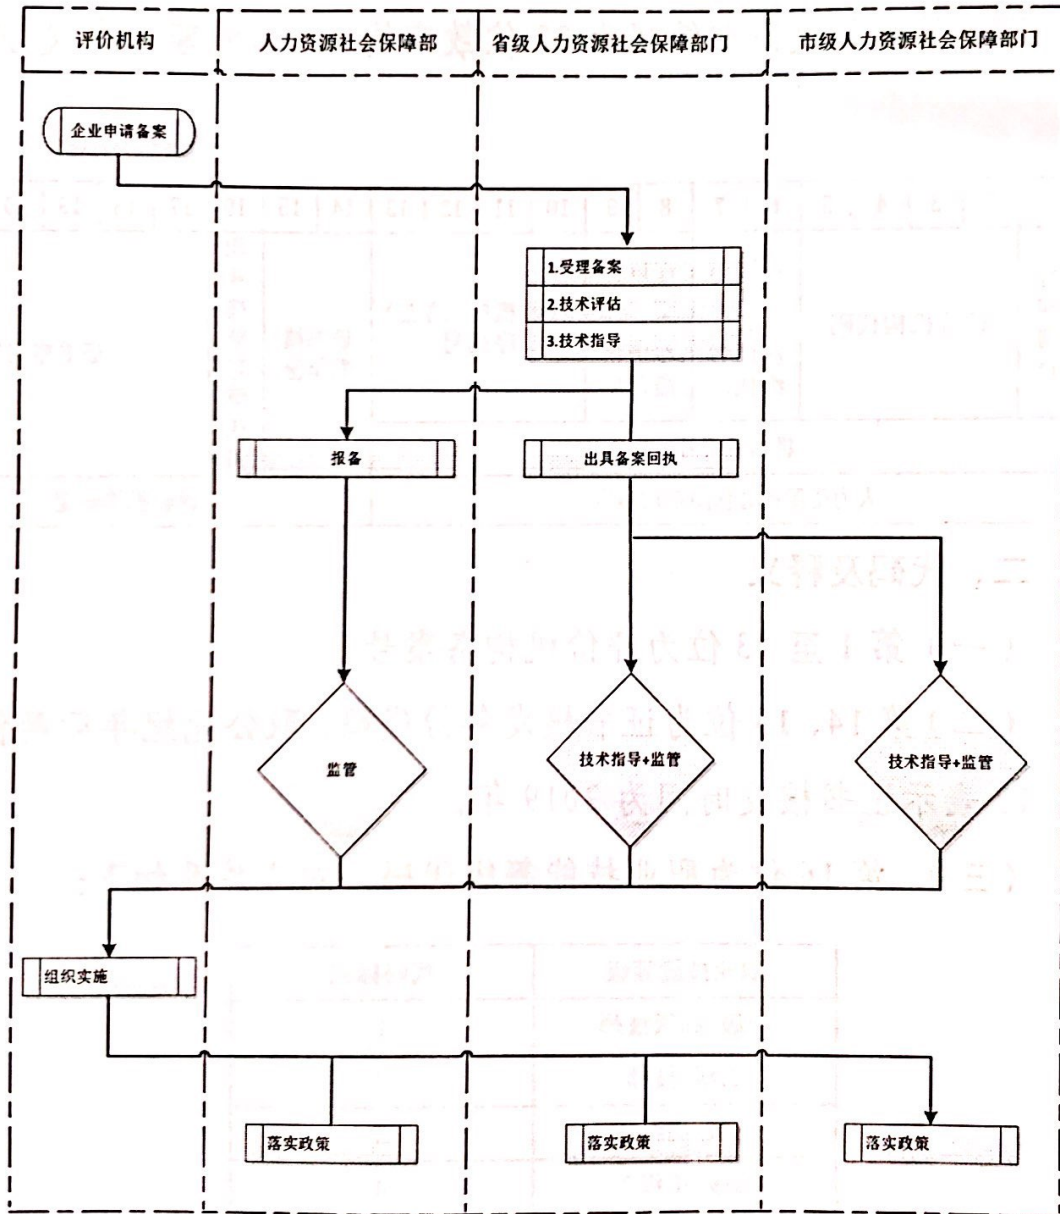 评价机构
人力资源社会保障部
省级人力资源社会保障部门
市级人力资源社会保障部门
企业申请备案
1.受理备案
2.技术评估
3.技术指导
报备
出具备案回执
监管
技术指导+监管
技术指导+监管
组织实施
落实政策
落实政策
落实政策